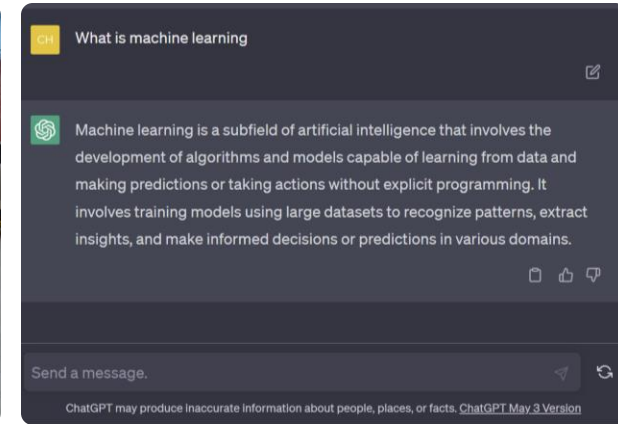 CH
What is machine learning
Machine learning is a subfield of artificial intelligence that involves the
development of algorithms and models capable of learning from data and
making predictions or taking actions without explicit programming. It
involves training models using large datasets to recognize patterns, extract
insights, and make informed decisions or predictions in various domains.
Send a message.
ChatGPT may produce inaccurate information about people, places, or facts. ChatGPT May 3 Version